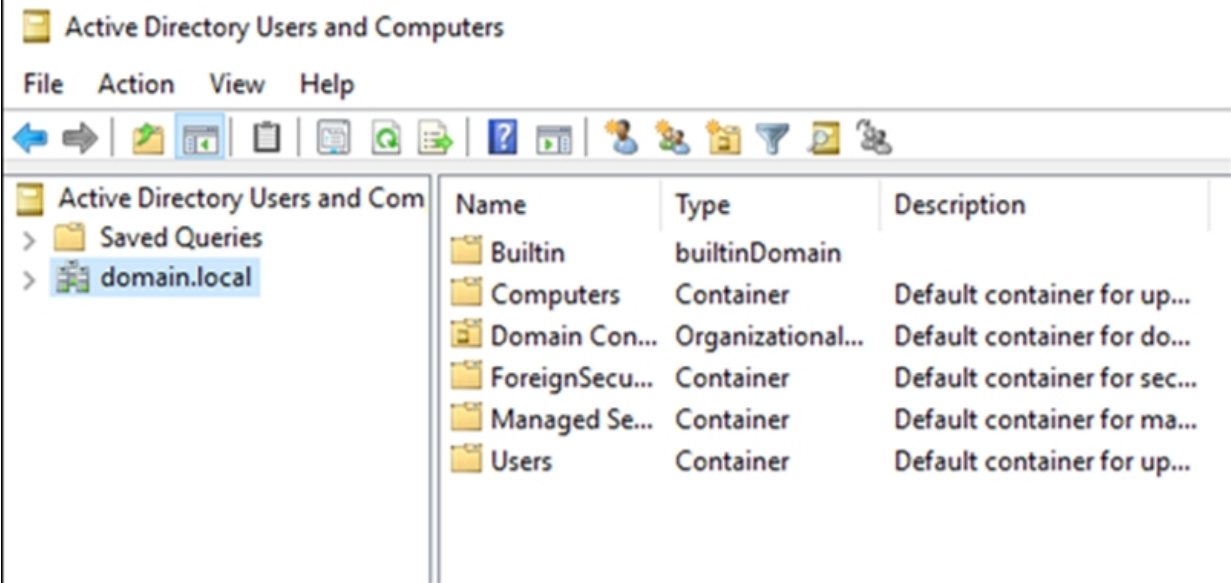 Active Directory Users and Computers
File Action View Help
Active Directory Users and Com
Saved Queries
domain.local
Name Type Description
Builtin builtinDomain
Computers Container Default container for up...
Domain Con... Organizational... Default container for do...
ForeignSecu... Container Default container for sec...
Managed Se... Container Default container for ma...
Users Container Default container for up...